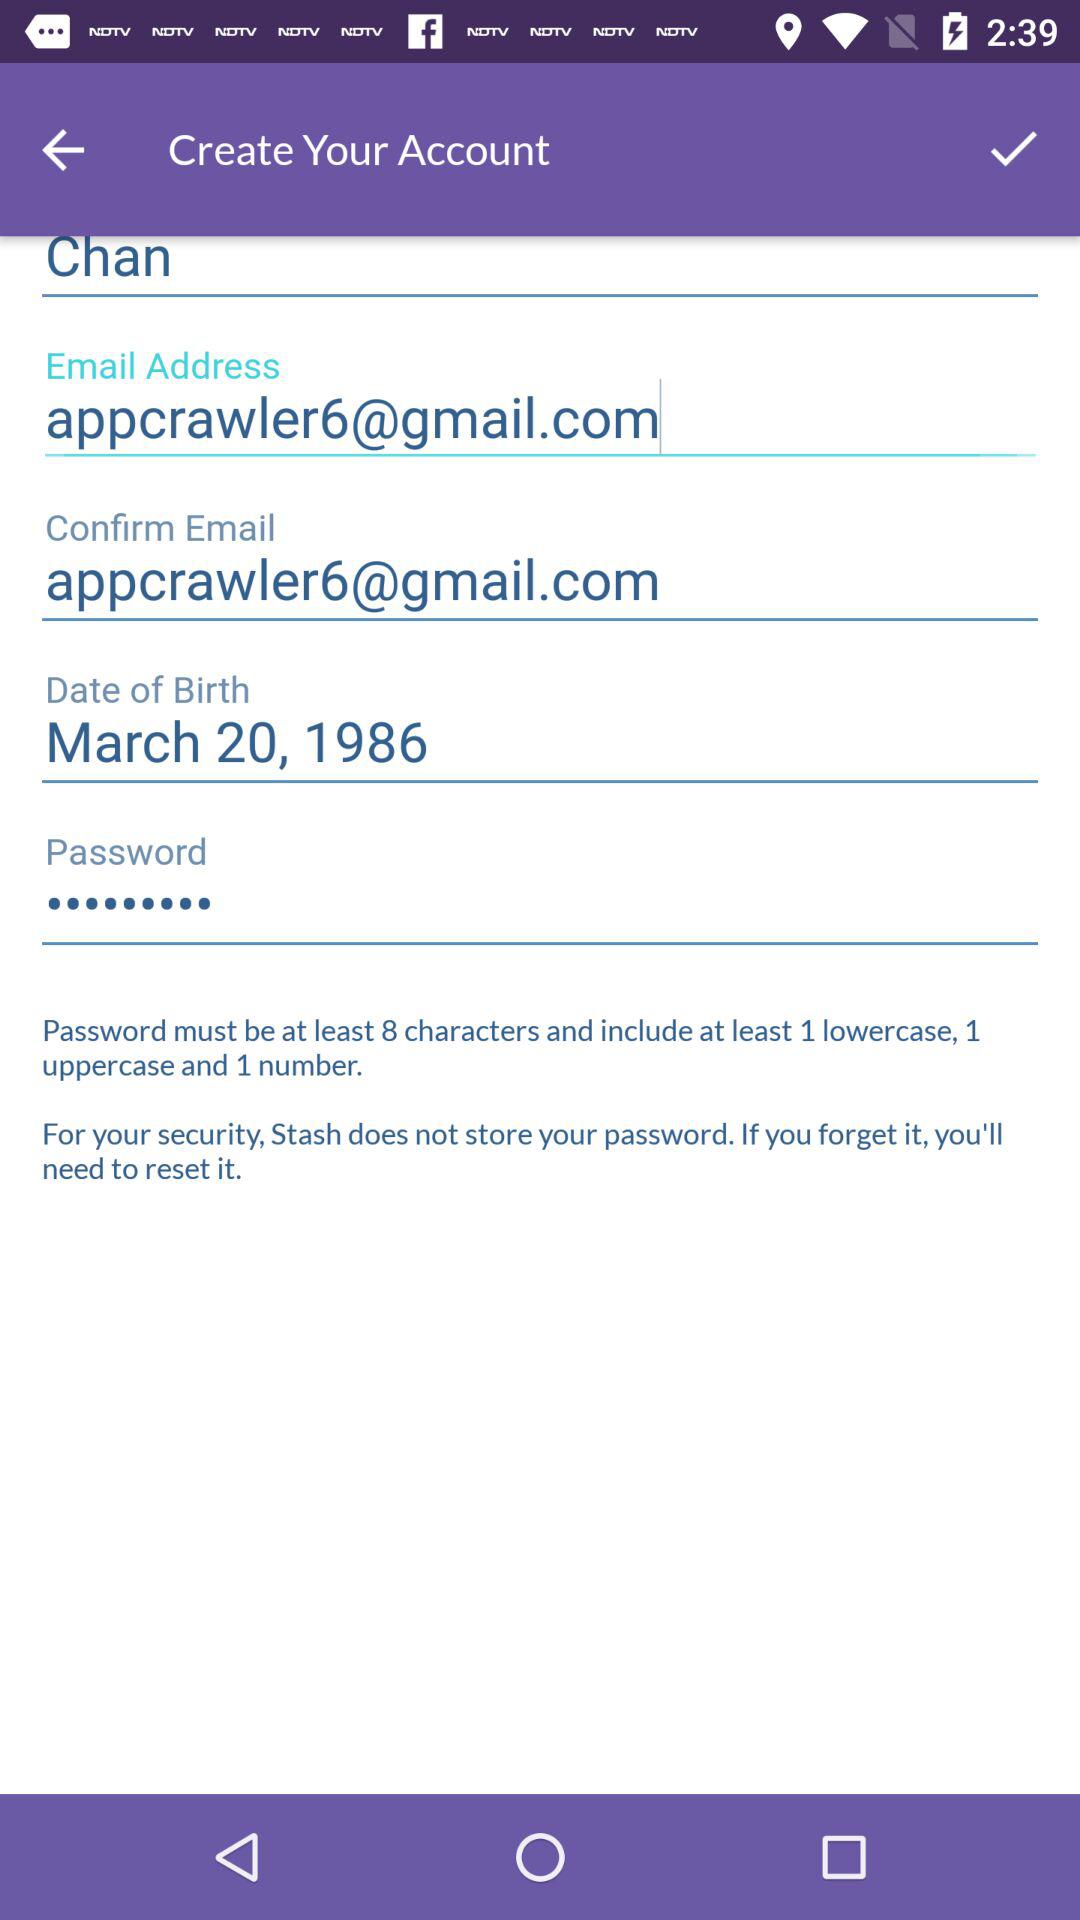 NDTV NDTV NDTV NDTV NDTV NDTV NDTV NDTV NDTV 2:39
Create Your Account
Chan
Email Address
appcrawler6@gmail.com
Confirm Email
appcrawler6@gmail.com
Date of Birth
March 20, 1986
Password
•••••••••
Password must be at least 8 characters and include at least 1 lowercase, 1
uppercase and 1 number.
For your security, Stash does not store your password. If you forget it, you'll
need to reset it.